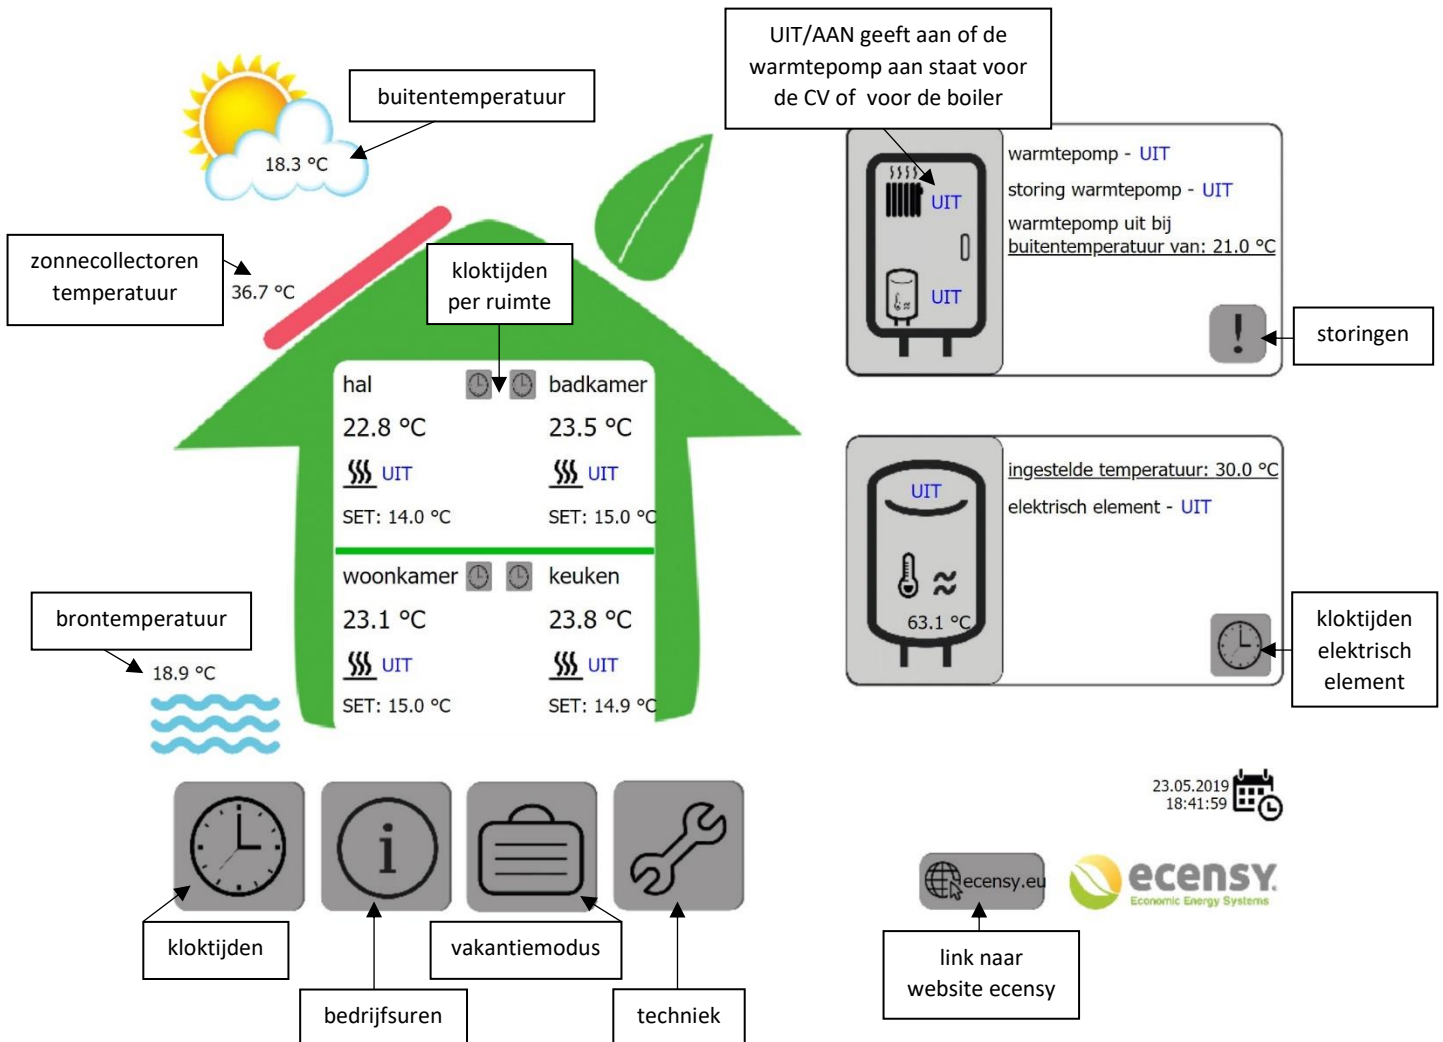 UIT/AAN geeft aan of de
warmtepomp aan staat voor
de CV of voor de boiler
buitentemperatuur
18.3 °C
warmtepomp - UIT
storing warmtepomp - UIT
warmtepomp uit bij
buitentemperatuur van: 21.0 °C
UIT
UIT
storingen
zonnecollectoren
temperatuur
36.7 °C
kloktijden
per ruimte
hal
22.8 °C
UIT
SET: 14.0 °C
badkamer
23.5 °C
UIT
SET: 15.0 °C
woonkamer
23.1 °C
UIT
SET: 15.0 °C
keuken
23.8 °C
UIT
SET: 14.9 °C
ingestelde temperatuur: 30.0 °C
elektrisch element - UIT
UIT
63.1 °C
kloktijden
elektrisch
element
brontemperatuur
18.9 °C
23.05.2019
18:41:59
i
ecensy.eu
ecensy.
Economic Energy Systems
kloktijden
bedrijfsuren
vakantiemodus
techniek
link naar
website ecensy